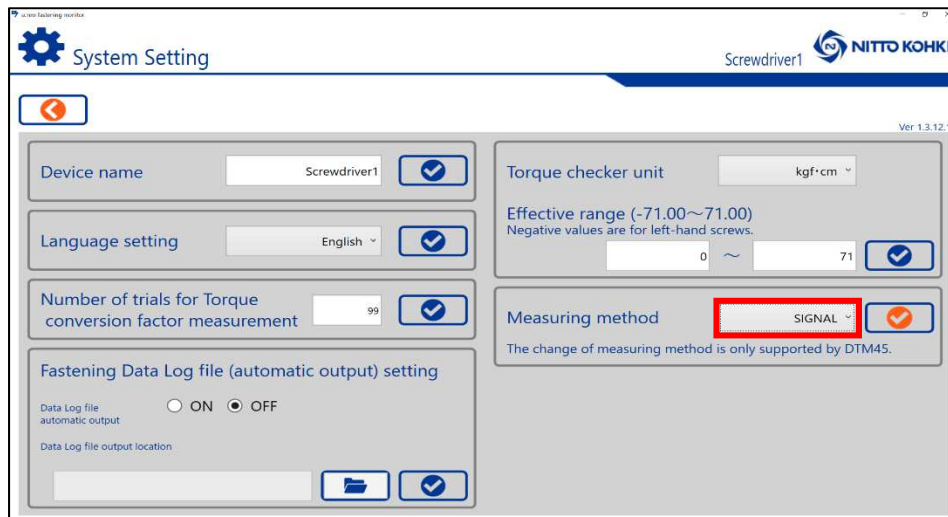 screw fastening monitor
System Setting
Screwdriver1
NITTO KOHKI
Ver 1.3.12.
Device name
Screwdriver1
Language setting
English
Number of trials for Torque
conversion factor measurement
99
Fastening Data Log file (automatic output) setting
Data Log file
automatic output
ON
OFF
Data Log file output location
Torque checker unit
kgf・cm
Effective range (-71.00～71.00)
Negative values are for left-hand screws.
0 ～ 71
Measuring method
SIGNAL
The change of measuring method is only supported by DTM45.